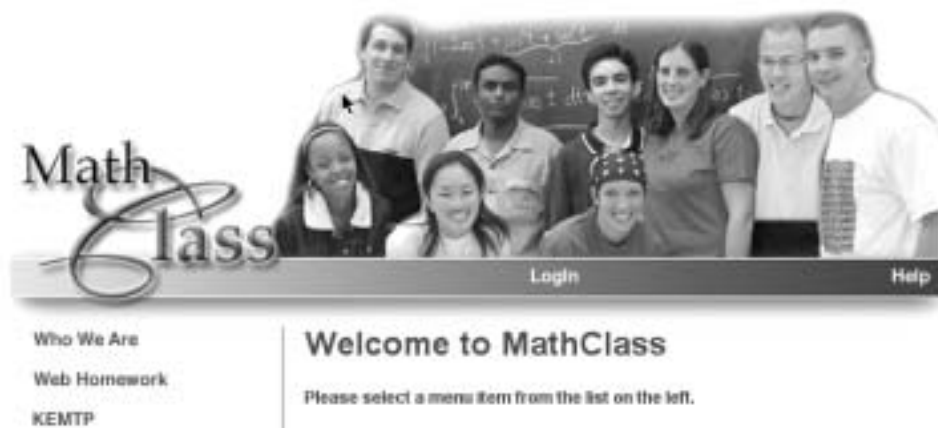 Math
Class
LogIn
Help
Who We Are
Web Homework
KEMTP
Welcome to MathClass
Please select a menu item from the list on the left.